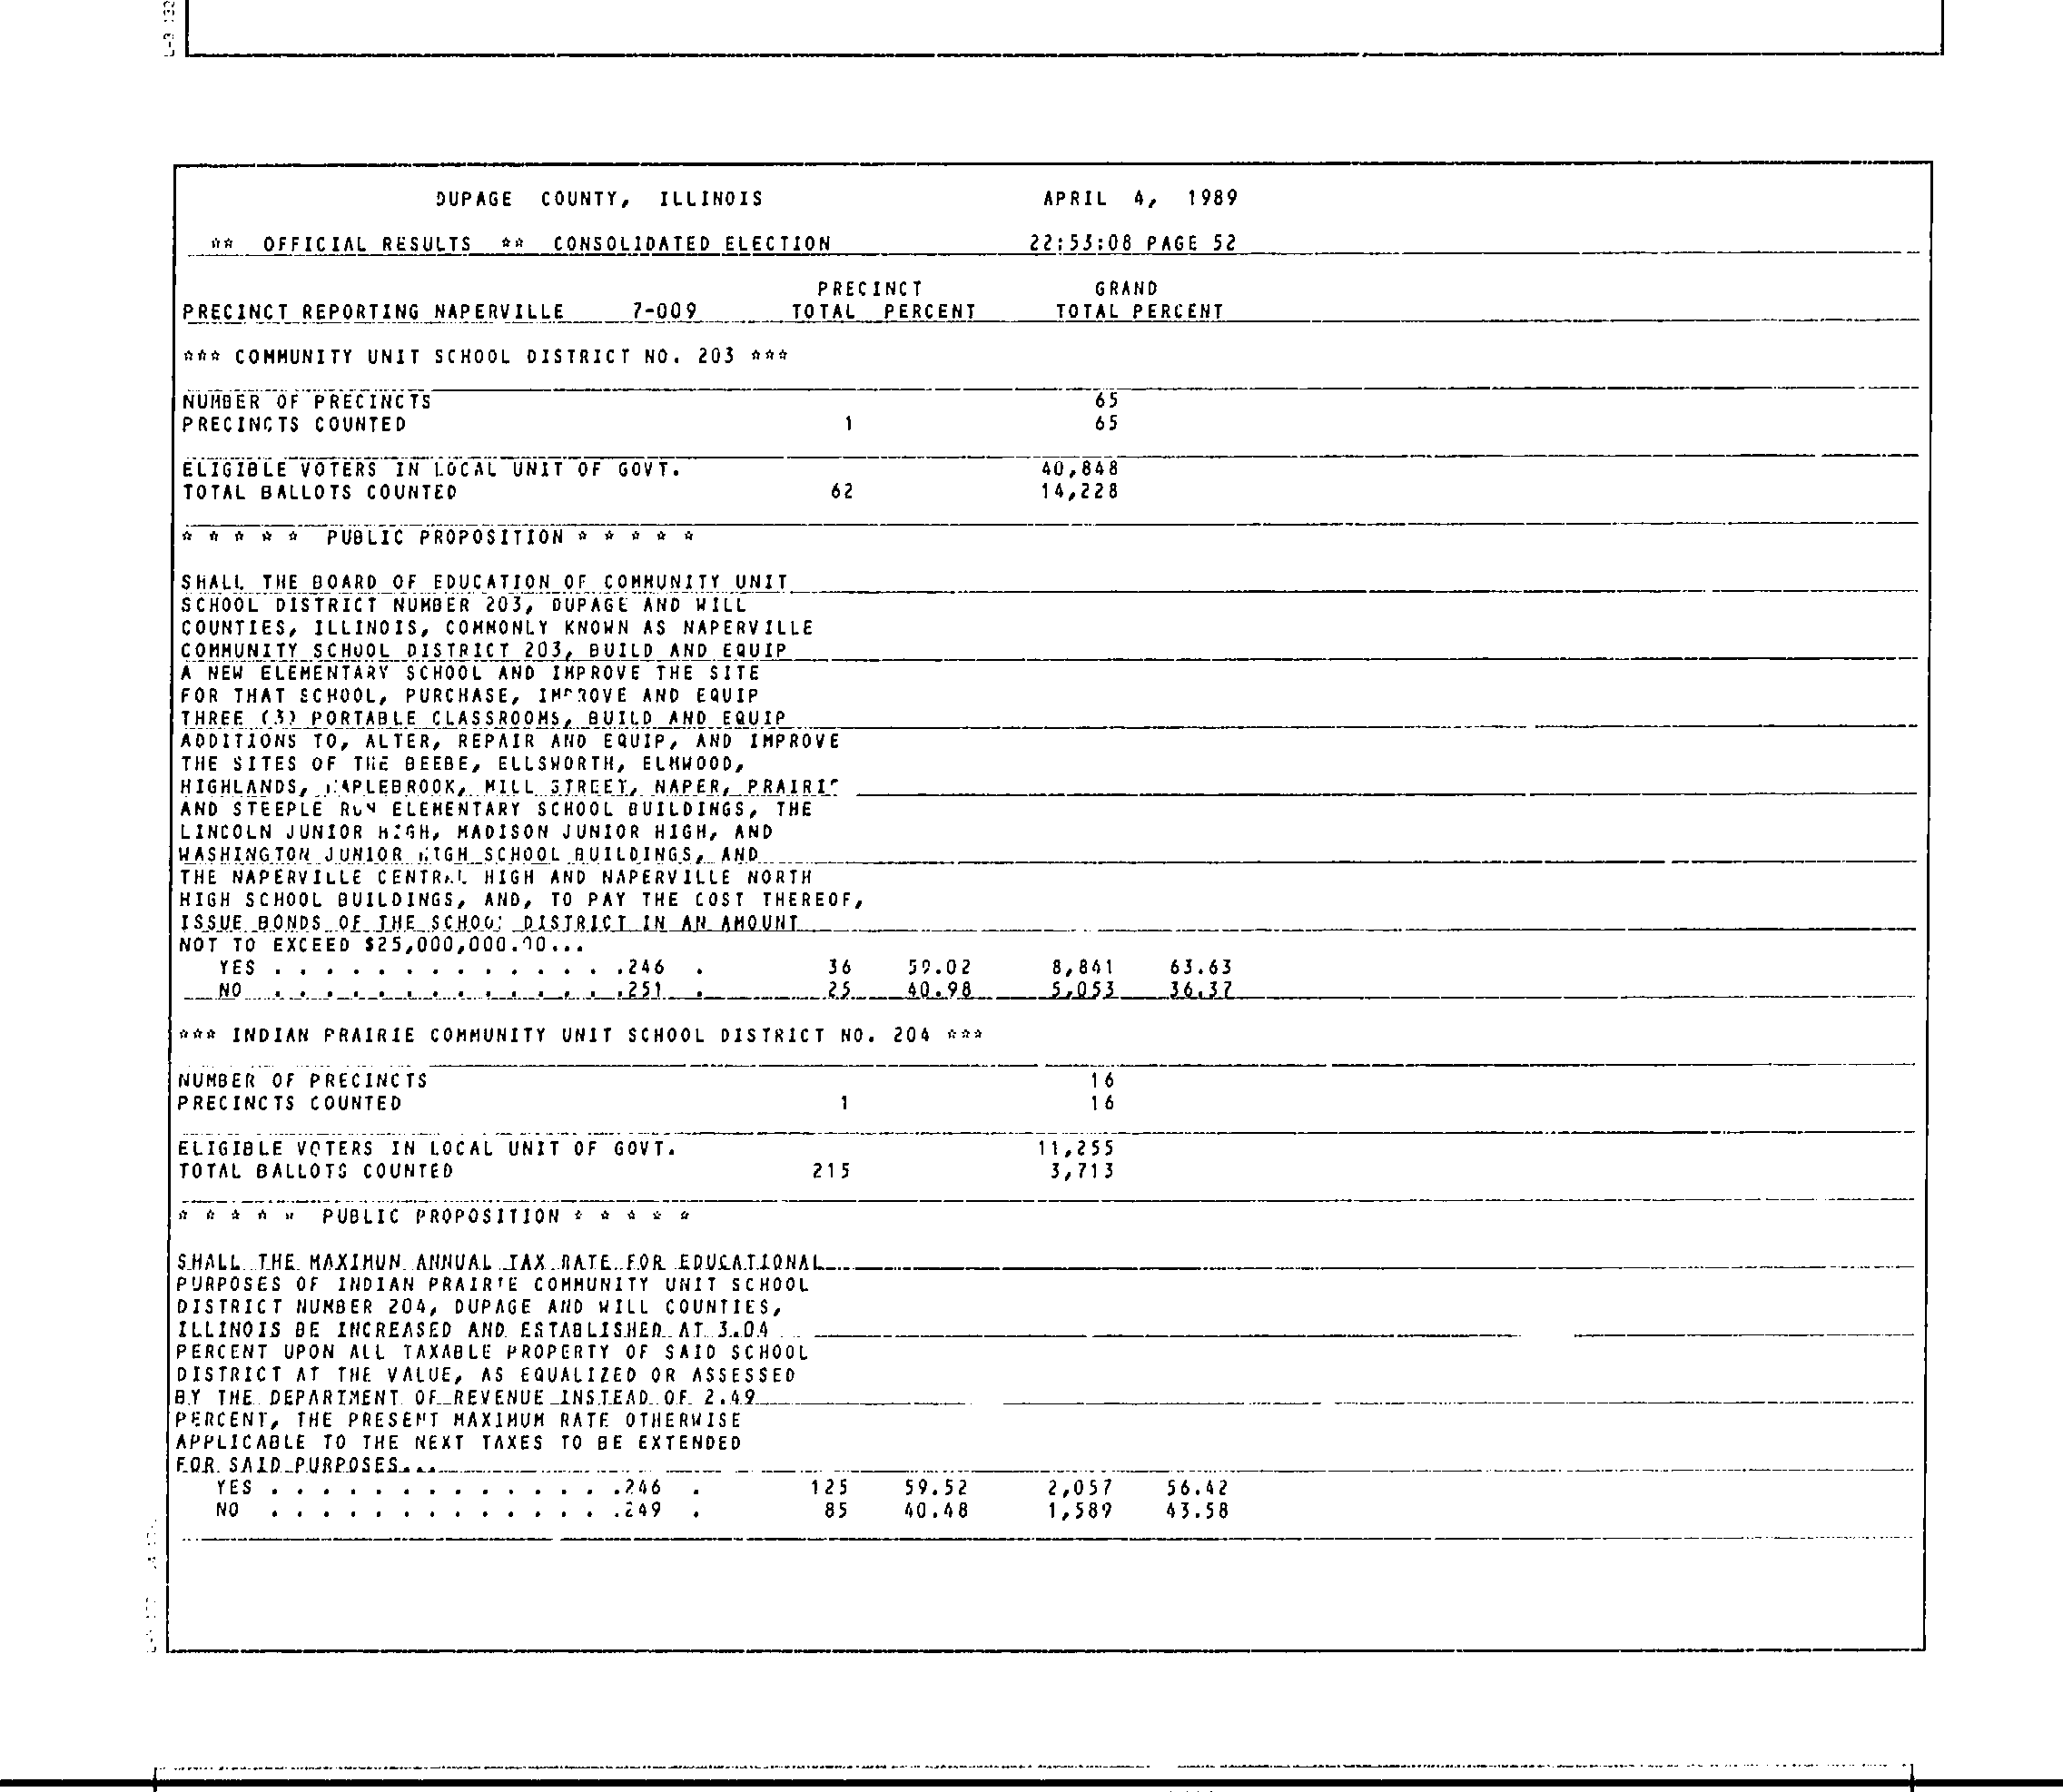 DUPAGE COUNTY, ILLINOIS APRIL 4, 1989
** OFFICIAL RESULTS ** CONSOLIDATED ELECTION 22:53:08 PAGE 52
PRECINCT GRAND
PRECINCT REPORTING NAPERVILLE 7-009 TOTAL PERCENT TOTAL PERCENT
*** COMMUNITY UNIT SCHOOL DISTRICT NO. 203 ***
NUMBER OF PRECINCTS 65
PRECINCTS COUNTED 1 65
ELIGIBLE VOTERS IN LOCAL UNIT OF GOVT. 40,848
TOTAL BALLOTS COUNTED 62 14,228
* * * * * PUBLIC PROPOSITION * * * * *
SHALL THE BOARD OF EDUCATION OF COMMUNITY UNIT
SCHOOL DISTRICT NUMBER 203, DUPAGE AND WILL
COUNTIES, ILLINOIS, COMMONLY KNOWN AS NAPERVILLE
COMMUNITY SCHOOL DISTRICT 203, BUILD AND EQUIP
A NEW ELEMENTARY SCHOOL AND IMPROVE THE SITE
FOR THAT SCHOOL, PURCHASE, IMPROVE AND EQUIP
THREE (3) PORTABLE CLASSROOMS, BUILD AND EQUIP
ADDITIONS TO, ALTER, REPAIR AND EQUIP, AND IMPROVE
THE SITES OF THE BEEBE, ELLSWORTH, ELMWOOD,
HIGHLANDS, MAPLEBROOK, MILL STREET, NAPER, PRAIRIE
AND STEEPLE RUN ELEMENTARY SCHOOL BUILDINGS, THE
LINCOLN JUNIOR HIGH, MADISON JUNIOR HIGH, AND
WASHINGTON JUNIOR HIGH SCHOOL BUILDINGS, AND
THE NAPERVILLE CENTRAL HIGH AND NAPERVILLE NORTH
HIGH SCHOOL BUILDINGS, AND, TO PAY THE COST THEREOF,
ISSUE BONDS OF THE SCHOOL DISTRICT IN AN AMOUNT
NOT TO EXCEED $25,000,000.00...
YES . . . . . . . . . . . . . .246 . 36 59.02 8,841 63.63
NO . . . . . . . . . . . . . .251 . 25 40.98 5,053 36.37
*** INDIAN PRAIRIE COMMUNITY UNIT SCHOOL DISTRICT NO. 204 ***
NUMBER OF PRECINCTS 16
PRECINCTS COUNTED 1 16
ELIGIBLE VOTERS IN LOCAL UNIT OF GOVT. 11,255
TOTAL BALLOTS COUNTED 215 3,713
* * * * * PUBLIC PROPOSITION * * * * *
SHALL THE MAXIMUN ANNUAL TAX RATE FOR EDUCATIONAL
PURPOSES OF INDIAN PRAIRIE COMMUNITY UNIT SCHOOL
DISTRICT NUMBER 204, DUPAGE AND WILL COUNTIES,
ILLINOIS BE INCREASED AND ESTABLISHED AT 3.04
PERCENT UPON ALL TAXABLE PROPERTY OF SAID SCHOOL
DISTRICT AT THE VALUE, AS EQUALIZED OR ASSESSED
BY THE DEPARTMENT OF REVENUE INSTEAD OF 2.49
PERCENT, THE PRESENT MAXIMUM RATE OTHERWISE
APPLICABLE TO THE NEXT TAXES TO BE EXTENDED
FOR SAID PURPOSES...
YES . . . . . . . . . . . . . .246 . 125 59.52 2,057 56.42
NO . . . . . . . . . . . . . .249 . 85 40.48 1,589 43.58